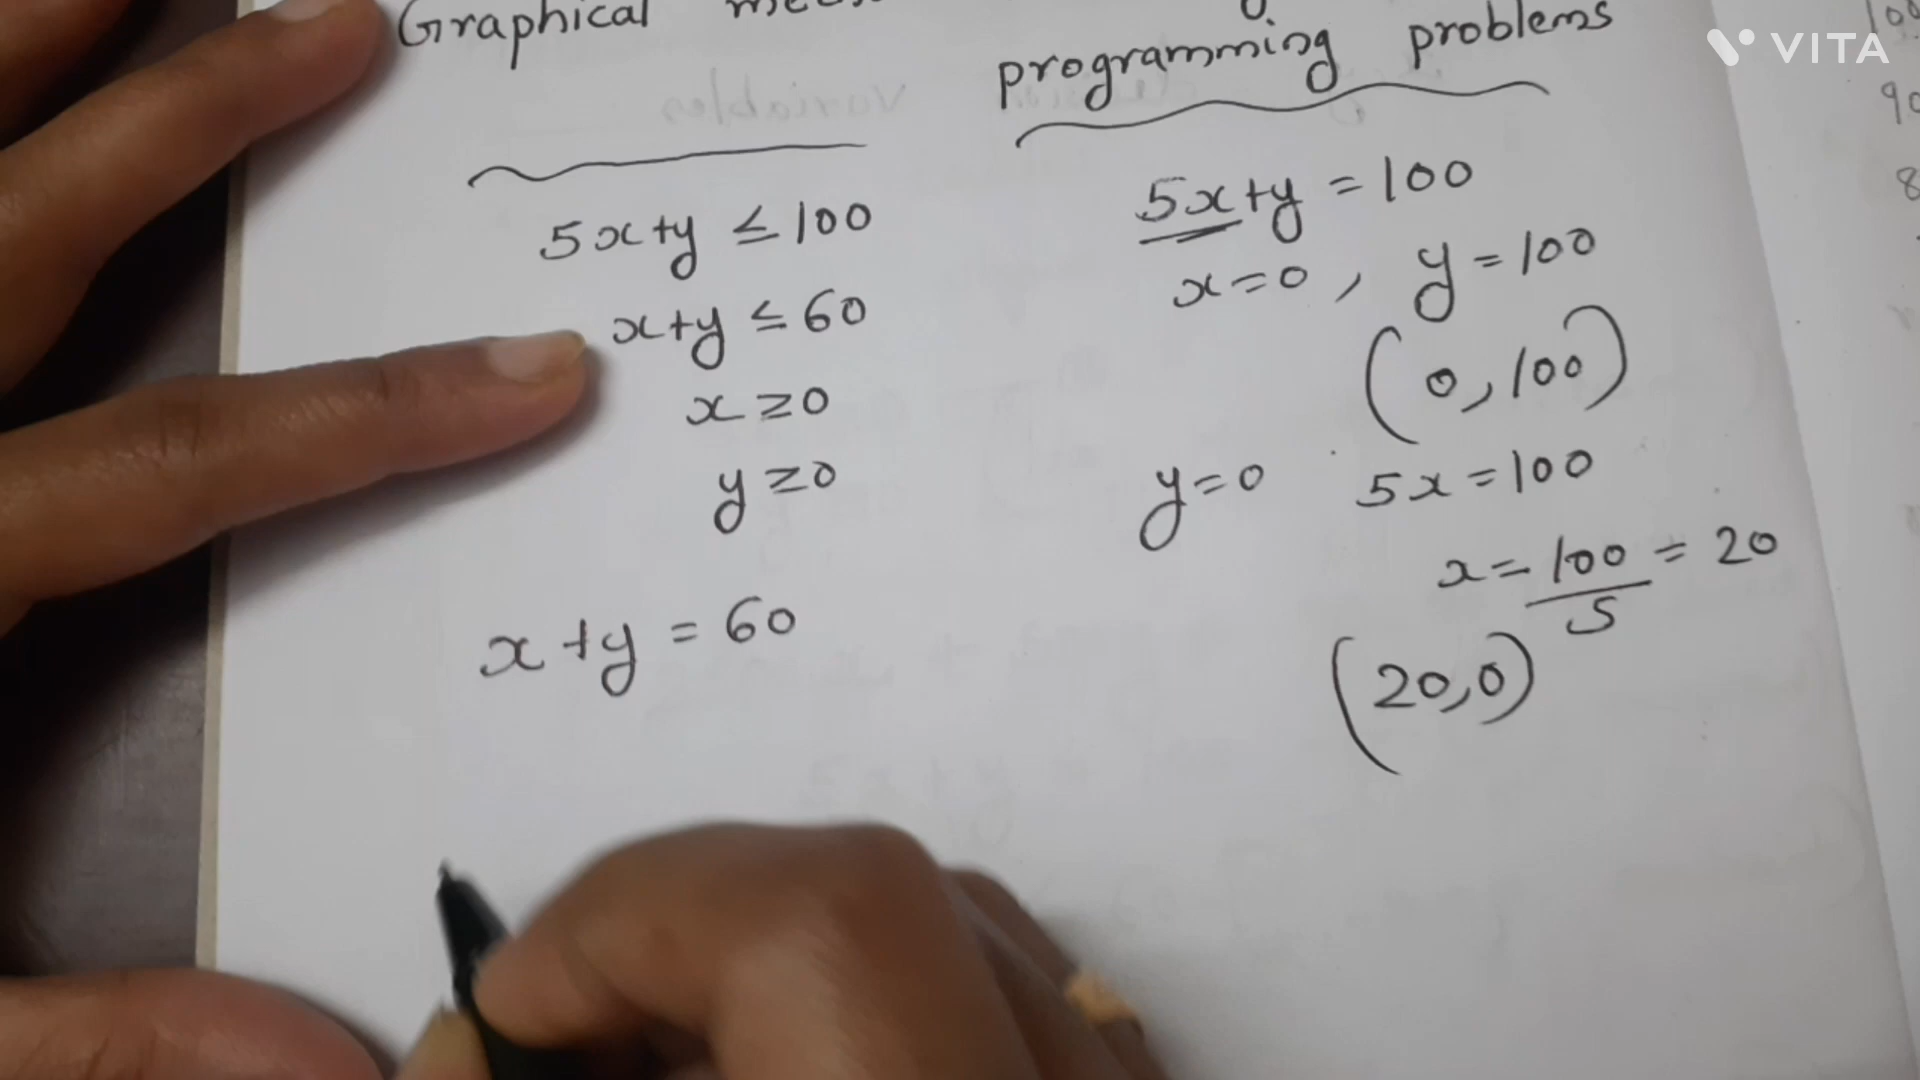 Graphical
programming problems
5x+y ≤ 100
x+y ≤ 60
x ≥ 0
y ≥ 0
x+y = 60
5x+y = 100
x=0, y=100
(0,100)
y=0 5x=100
x=100/5=20
(20,0)
VITA